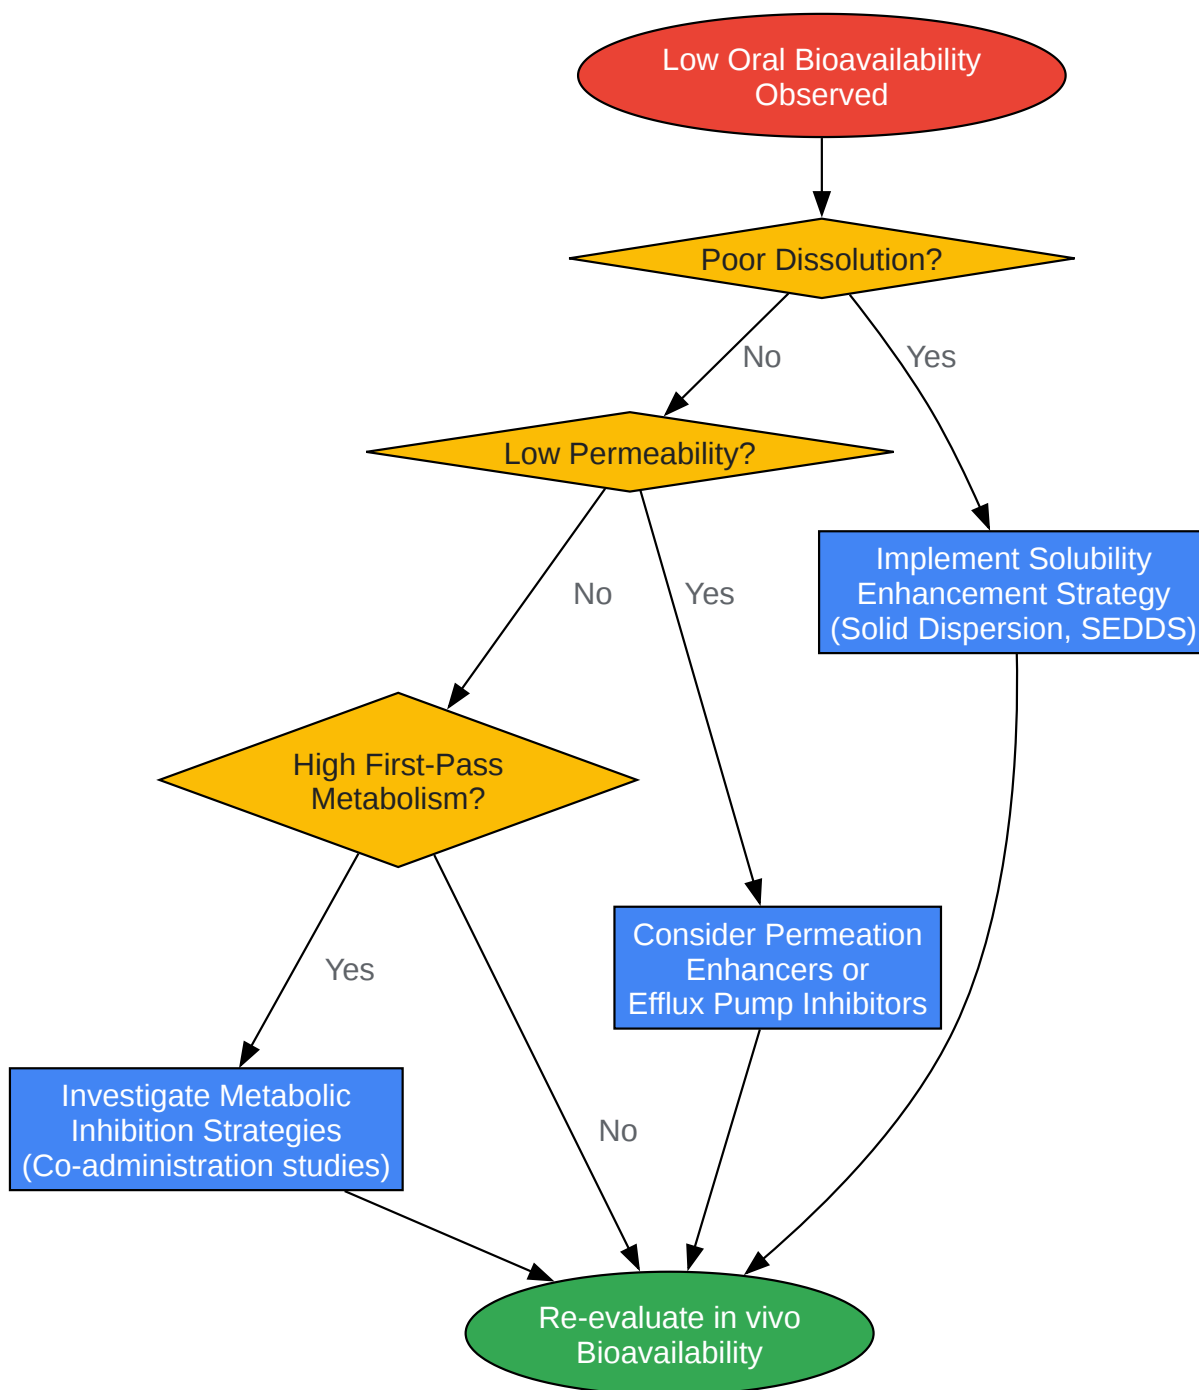 Low Oral Bioavailability
Observed
Poor Dissolution?
No
Yes
Low Permeability?
Implement Solubility
Enhancement Strategy
(Solid Dispersion, SEDDS)
No
Yes
High First-Pass
Metabolism?
Consider Permeation
Enhancers or
Efflux Pump Inhibitors
Yes
No
Investigate Metabolic
Inhibition Strategies
(Co-administration studies)
Re-evaluate in vivo
Bioavailability